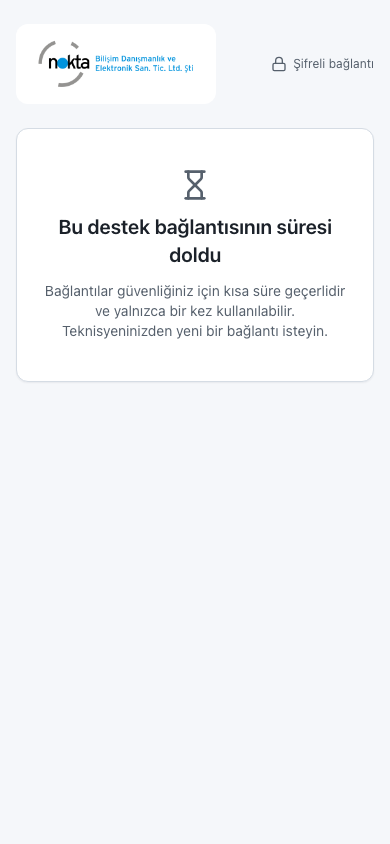 nokta
Bilişim Danışmanlık ve
Elektronik San. Tic. Ltd. Şti
Şifreli bağlantı
Bu destek bağlantısının süresi
doldu
Bağlantılar güvenliğiniz için kısa süre geçerlidir
ve yalnızca bir kez kullanılabilir.
Teknisyeninizden yeni bir bağlantı isteyin.